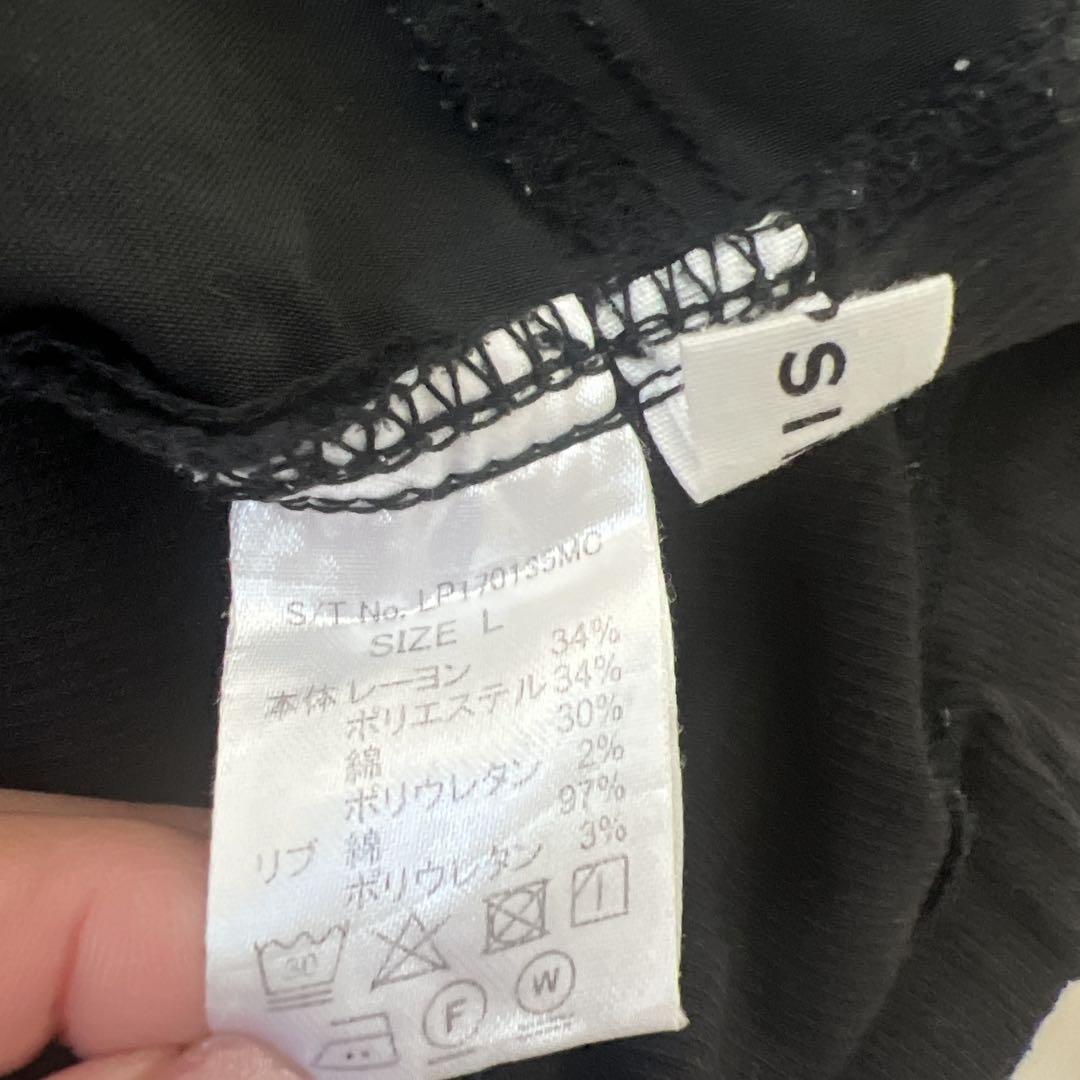 S/T No. LP170135MC
SIZE L
本体 レーヨン 34%
ポリエステル 34%
綿 30%
ポリウレタン 2%
リブ 綿 97%
ポリウレタン 3%
30
F
W